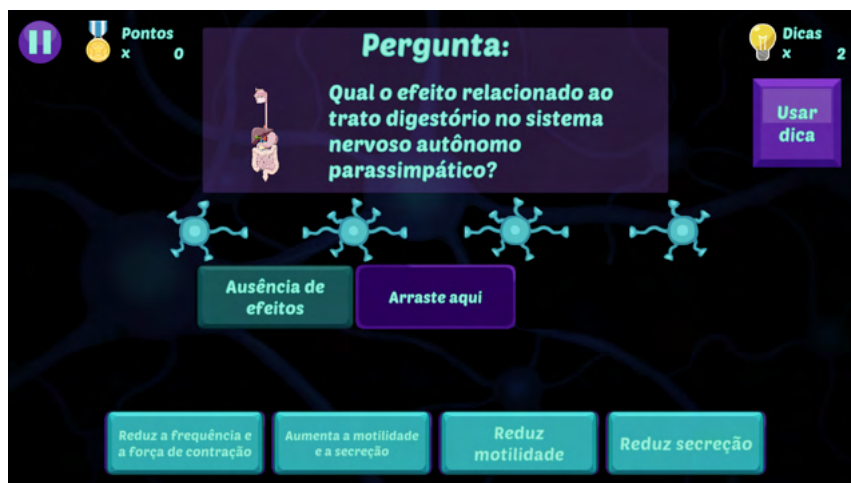 Pontos
x 0
Pergunta:
Qual o efeito relacionado ao
trato digestório no sistema
nervoso autônomo
parassimpático?
Dicas
x 2
Usar
dica
Ausência de
efeitos
Arraste aqui
Reduz a frequência e
a força de contração
Aumenta a motilidade
e a secreção
Reduz
motilidade
Reduz secreção